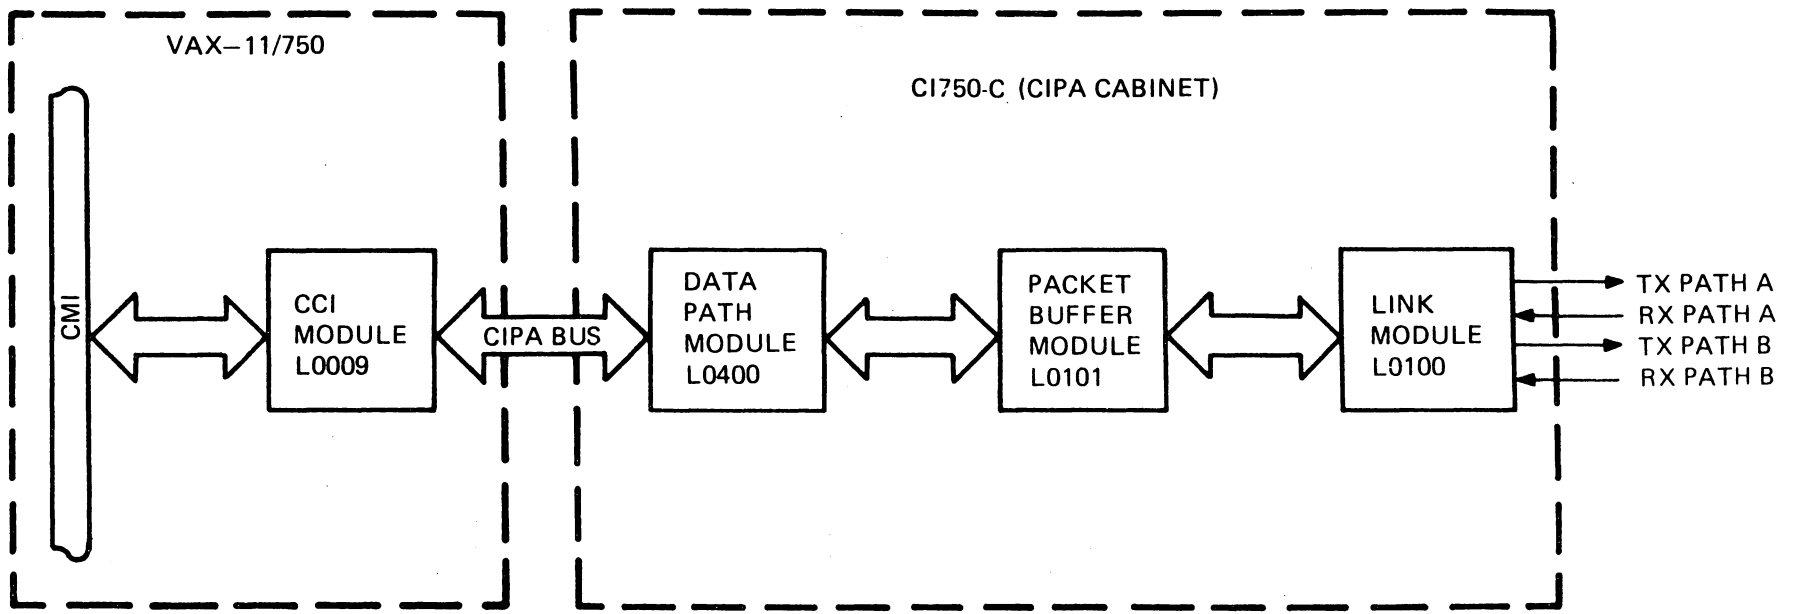 VAX-11/750
CI750-C (CIPA CABINET)
CMI
CCI
MODULE
L0009
CIPA BUS
DATA
PATH
MODULE
L0400
PACKET
BUFFER
MODULE
L0101
LINK
MODULE
L0100
TX PATH A
RX PATH A
TX PATH B
RX PATH B